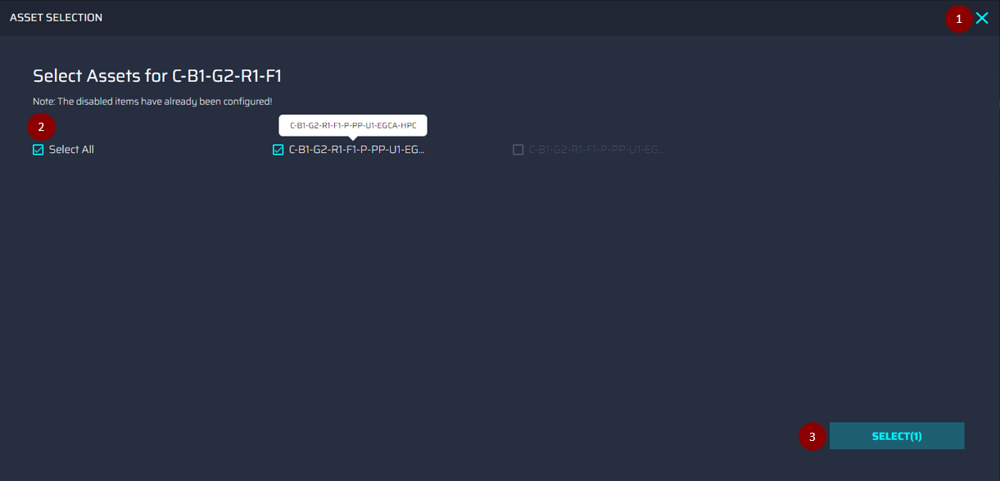 ASSET SELECTION
1
Select Assets for C-B1-G2-R1-F1
Note: The disabled items have already been configured!
2
C-B1-G2-R1-F1-P-PP-U1-EGCA-HPC
Select All
C-B1-G2-R1-F1-P-PP-U1-EG...
C-B1-G2-R1-F1-P-PP-U1-EG...
3
SELECT(1)